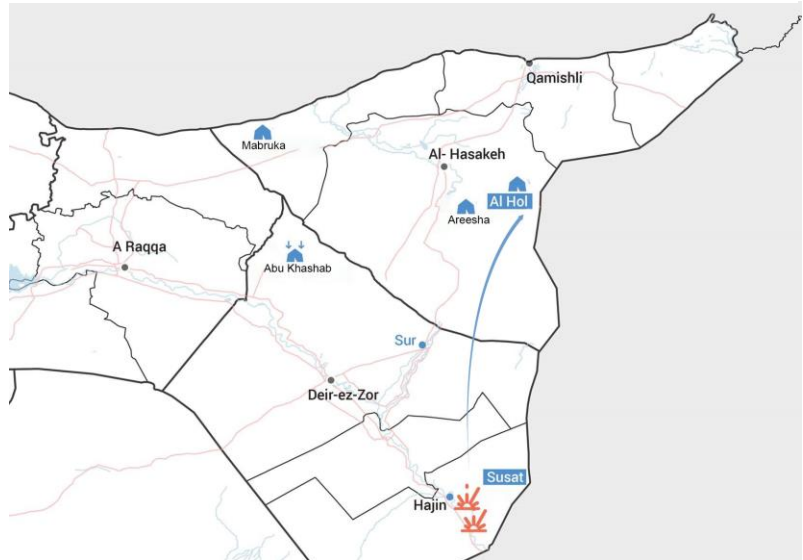 Qamishli
Mabruka
Al- Hasakeh
Al Hol
Areesha
A Raqqa
Abu Khashab
Sur
Deir-ez-Zor
Susat
Hajin